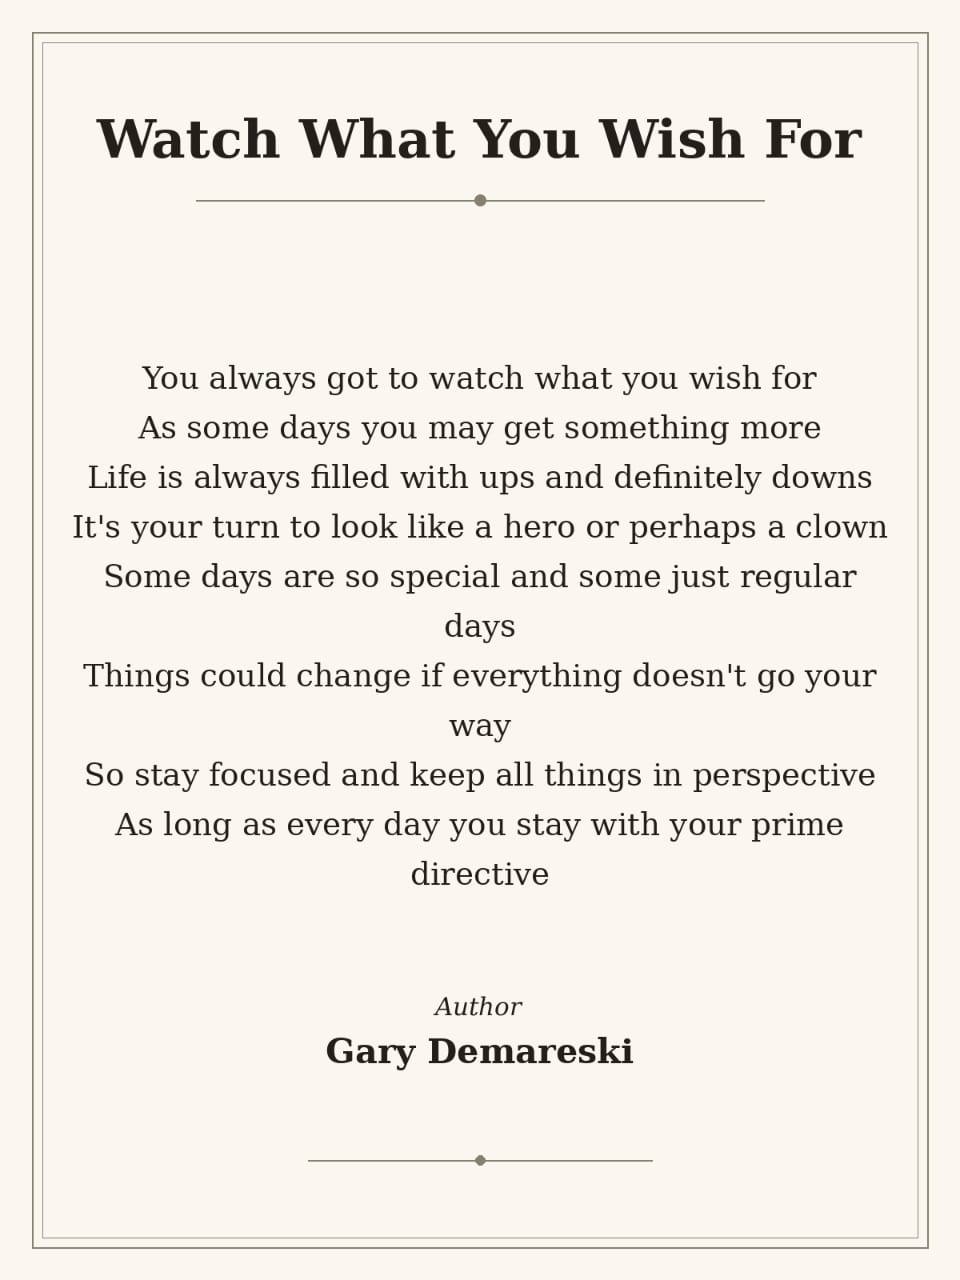 Watch What You Wish For
You always got to watch what you wish for
As some days you may get something more
Life is always filled with ups and definitely downs
It's your turn to look like a hero or perhaps a clown
Some days are so special and some just regular
days
Things could change if everything doesn't go your
way
So stay focused and keep all things in perspective
As long as every day you stay with your prime
directive
Author
Gary Demareski